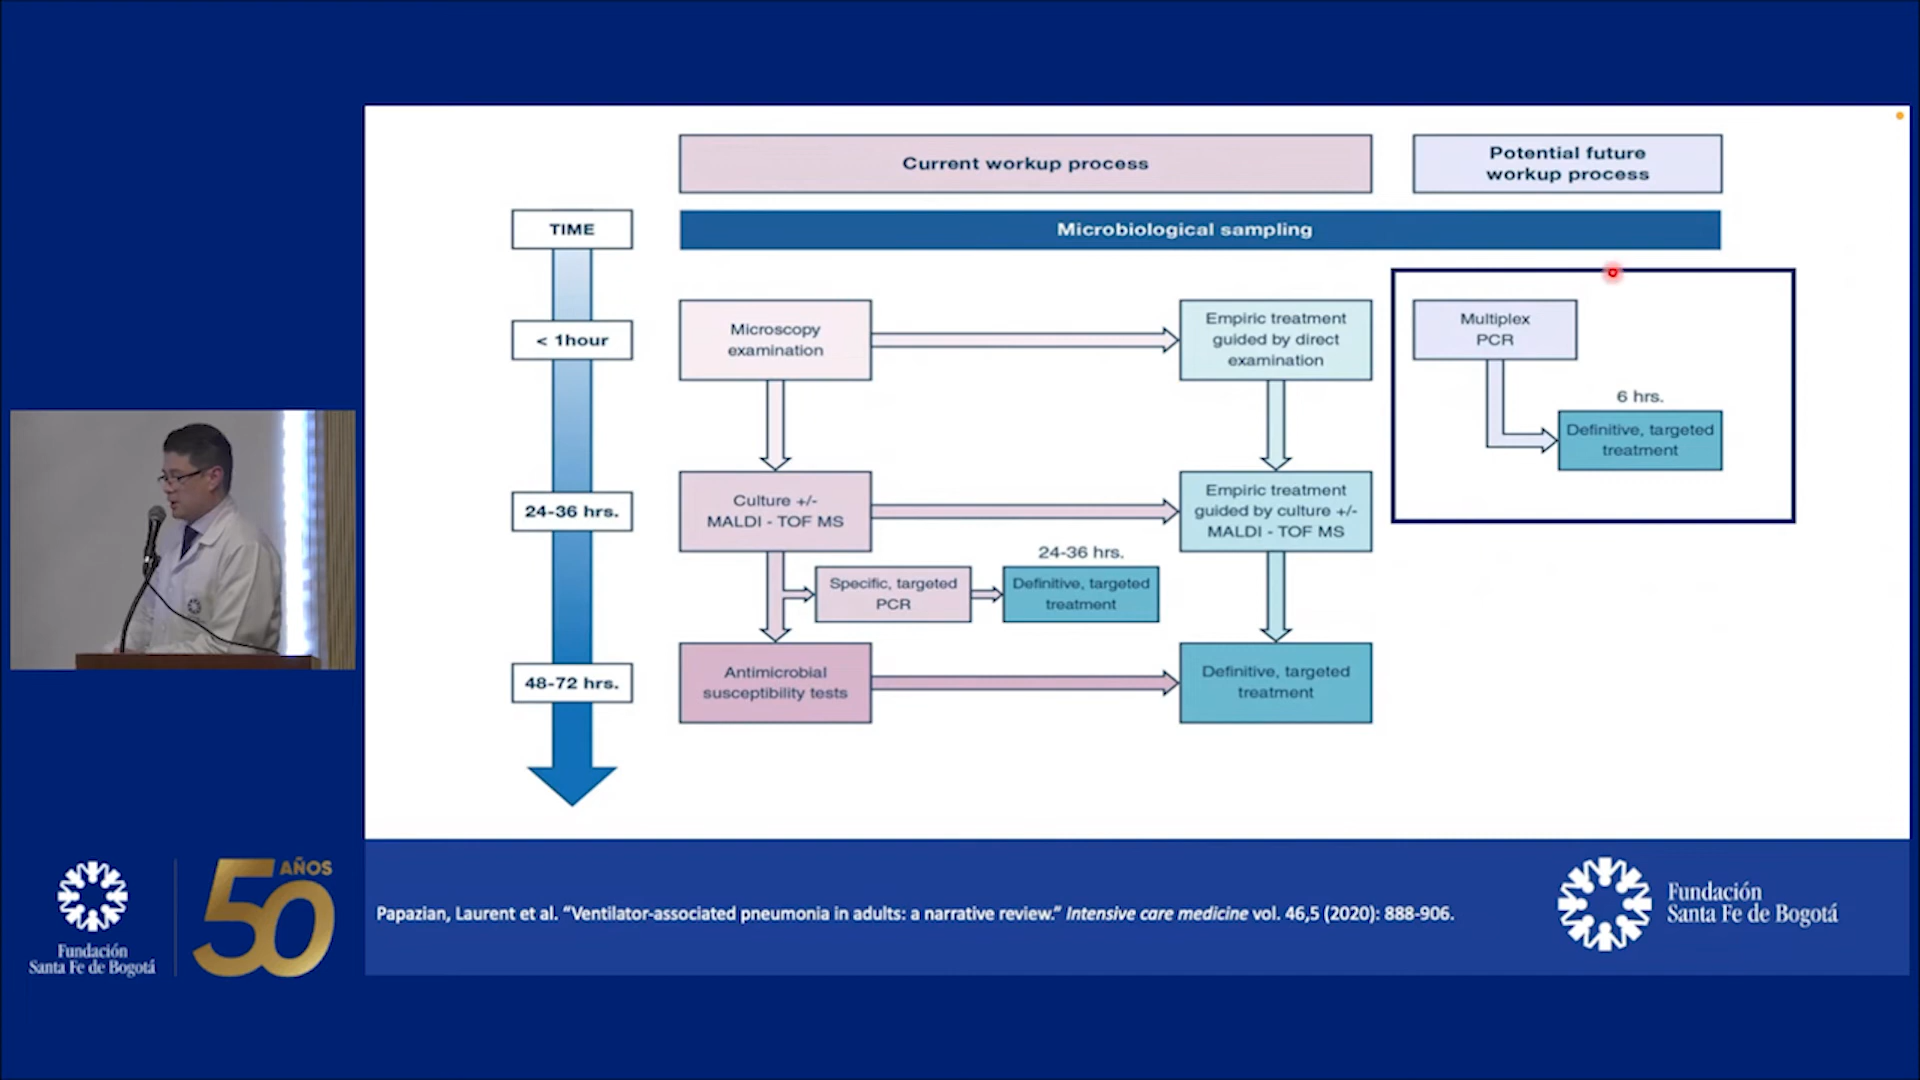 Current workup process
Potential future
workup process
TIME
Microbiological sampling
< 1hour
Microscopy
examination
Empiric treatment
guided by direct
examination
Multiplex
PCR
6 hrs.
Definitive, targeted
treatment
24-36 hrs.
Culture +/-
MALDI - TOF MS
Empiric treatment
guided by culture +/-
MALDI - TOF MS
Specific, targeted
PCR
24-36 hrs.
Definitive, targeted
treatment
48-72 hrs.
Antimicrobial
susceptibility tests
Definitive, targeted
treatment
50 AÑOS
Fundación
Santa Fe de Bogotá
Papazian, Laurent et al. “Ventilator-associated pneumonia in adults: a narrative review.” Intensive care medicine vol. 46,5 (2020): 888-906.
Fundación
Santa Fe de Bogotá